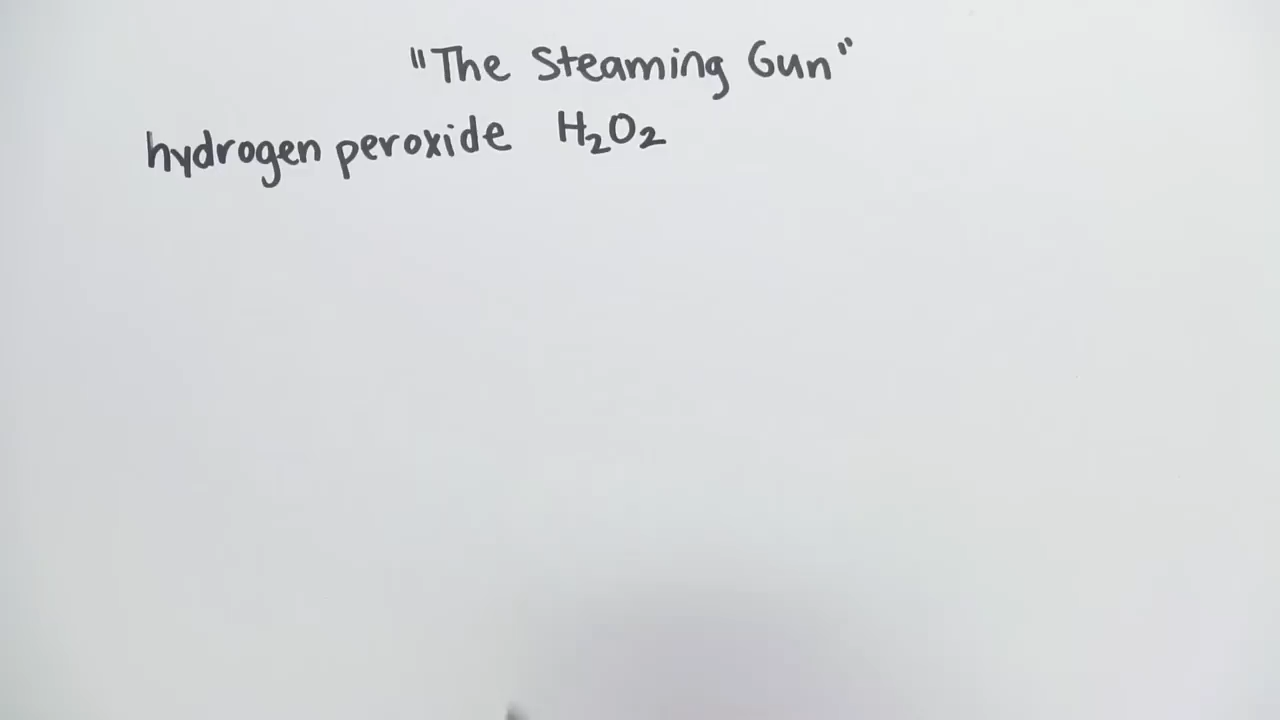 "The Steaming Gun"
hydrogen peroxide H₂O₂